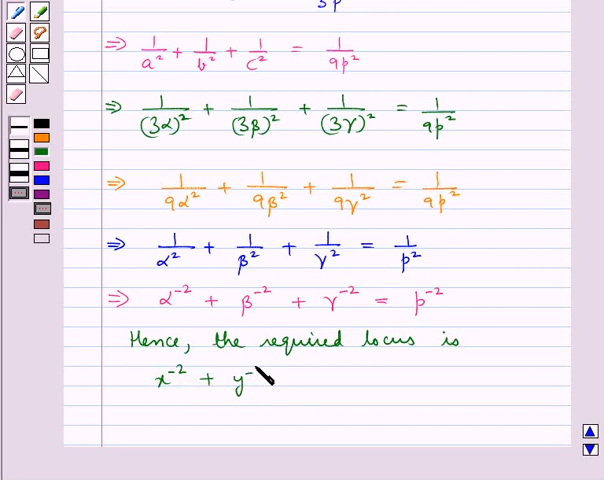 3p
⇒ 1/a² + 1/b² + 1/c² = 1/9p²
⇒ 1/(3α)² + 1/(3β)² + 1/(3γ)² = 1/9p²
⇒ 1/9α² + 1/9β² + 1/9γ² = 1/9p²
⇒ 1/α² + 1/β² + 1/γ² = 1/p²
⇒ α⁻² + β⁻² + γ⁻² = p⁻²
Hence, the required locus is
x⁻² + y⁻